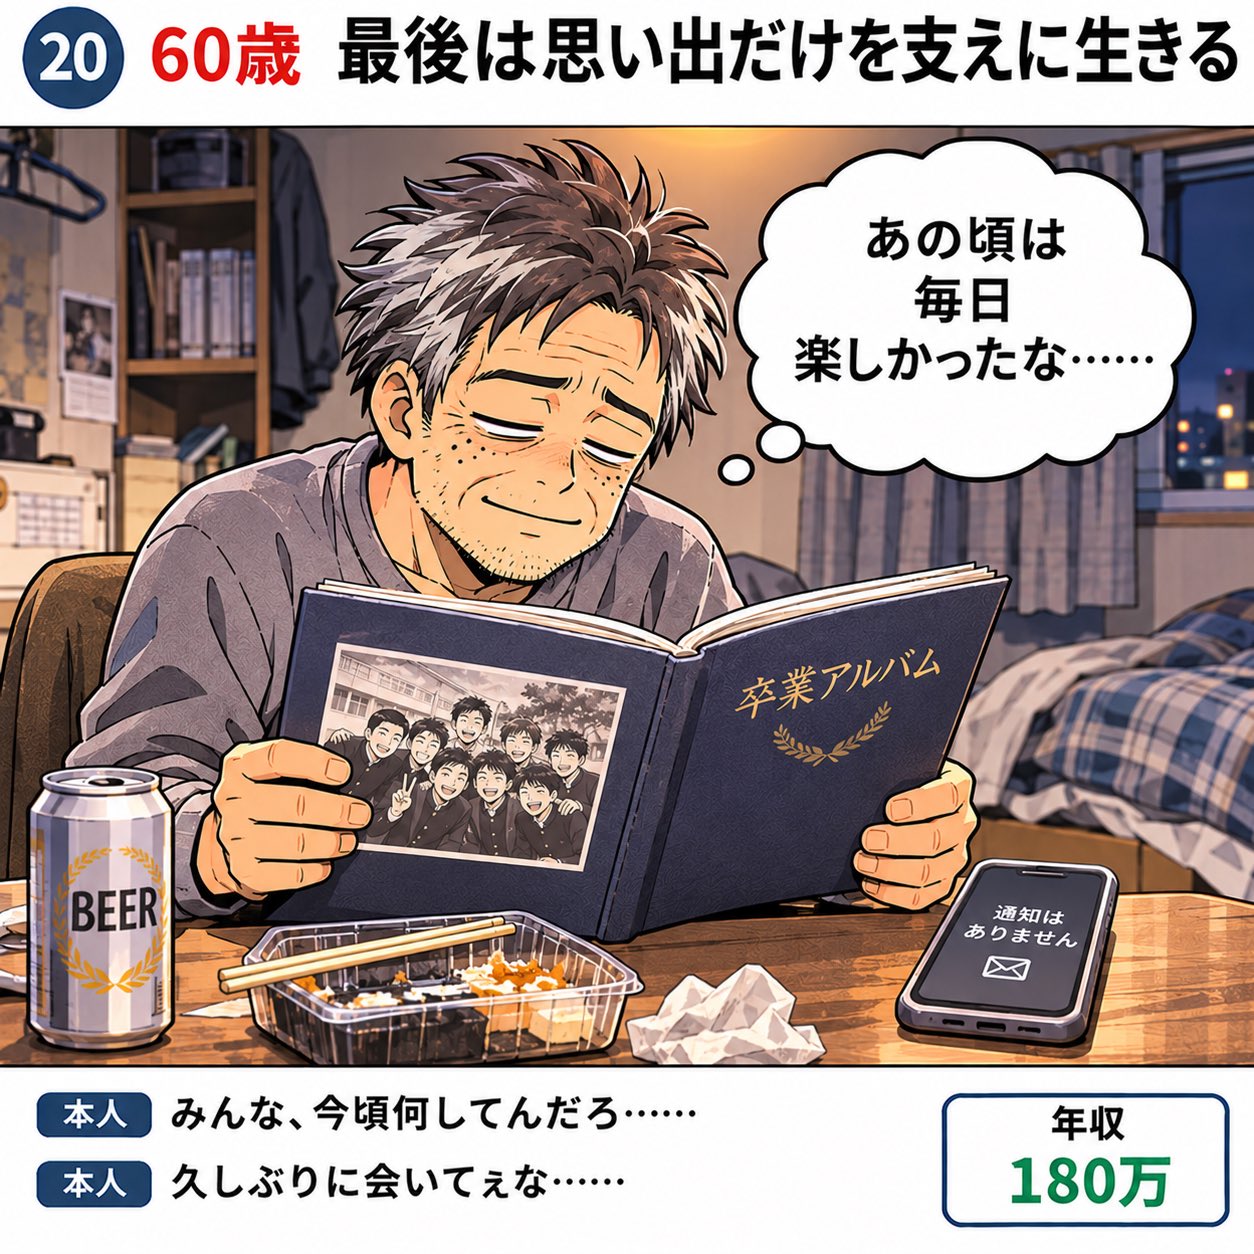 20 60歳 最後は思い出だけを支えに生きる
あの頃は
毎日
楽しかったな……
卒業アルバム
BEER
通知は
ありません
本人 みんな、今頃何してんだろ……
本人 久しぶりに会いてぇな……
年収
180万